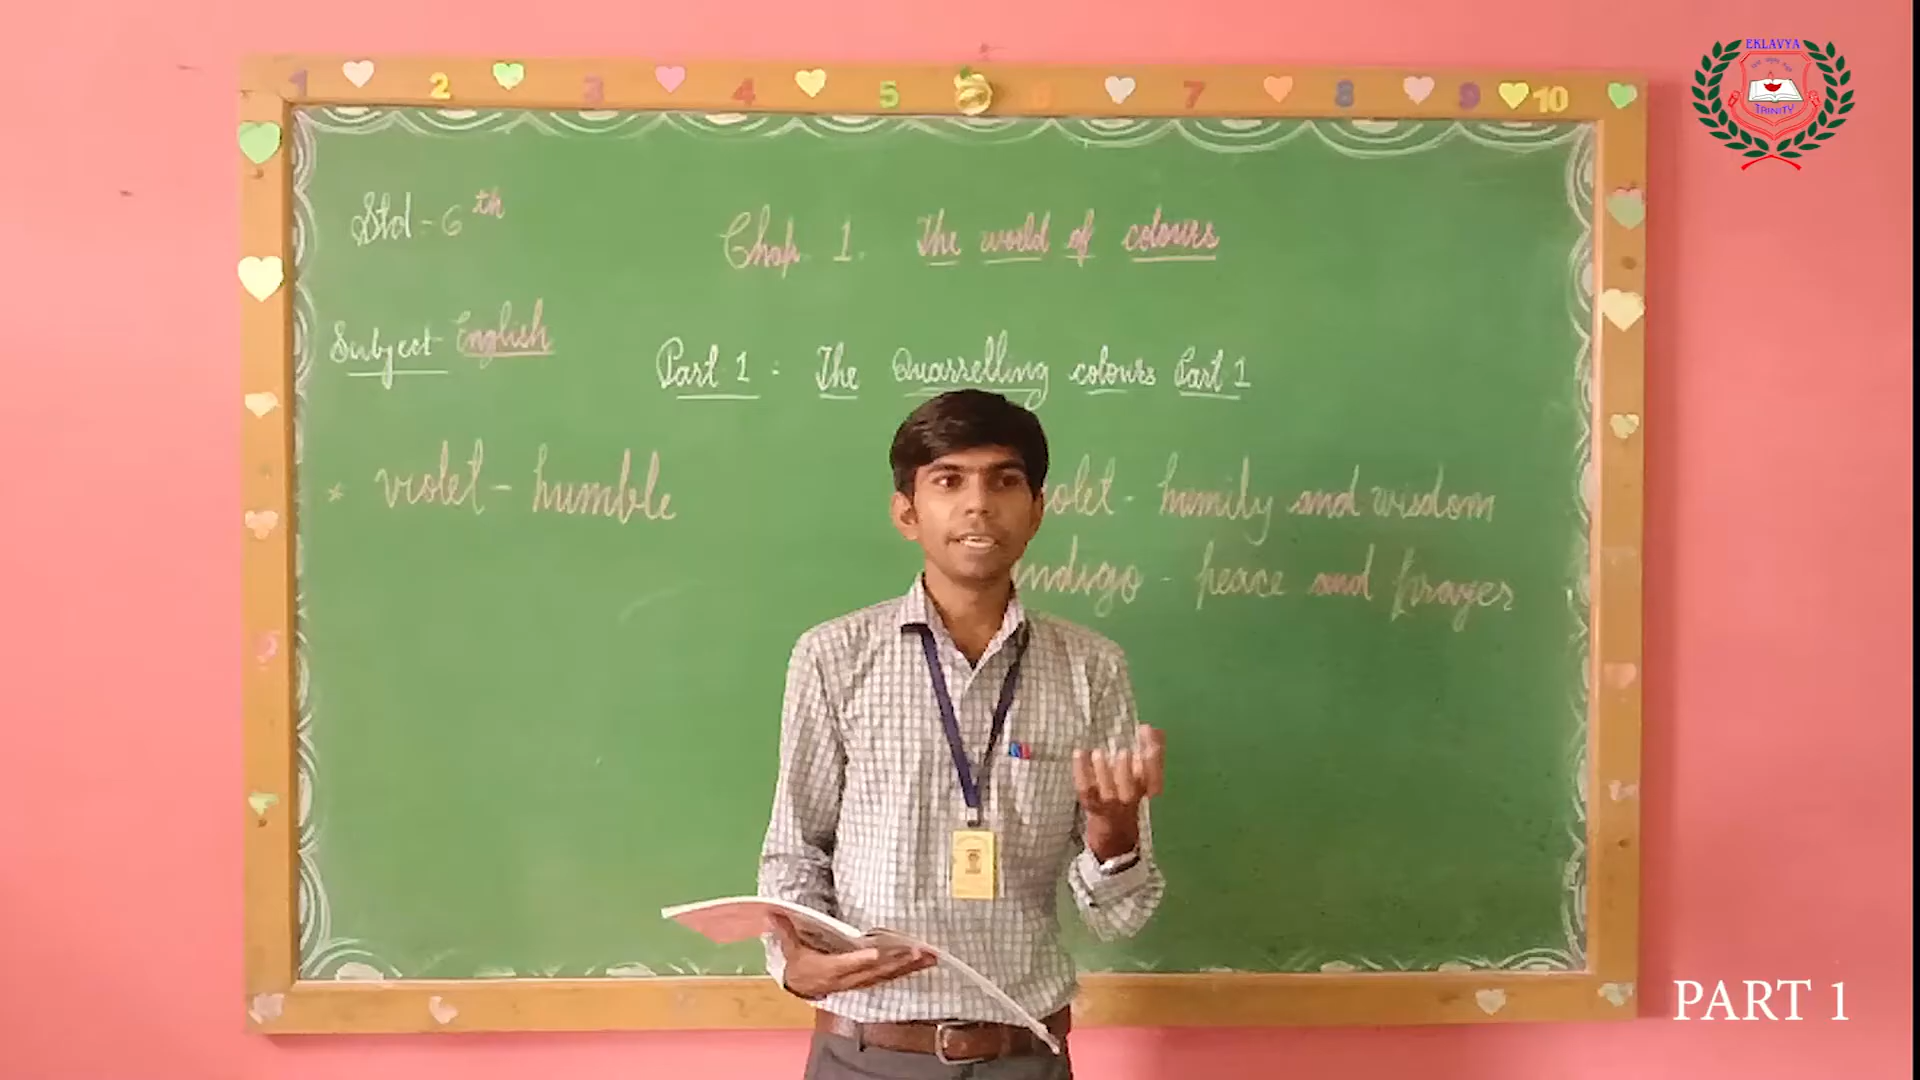 1 2 3 4 5 6 7 8 9 10
EKLAVYA
TRINITY
Std - 6th
Chap. 1. The world of colours
Subject English
Part 1 : The Quarrelling colours Part 1
* violet - humble
olet - humily and wisdom
ndigo - peace and prayer
PART 1